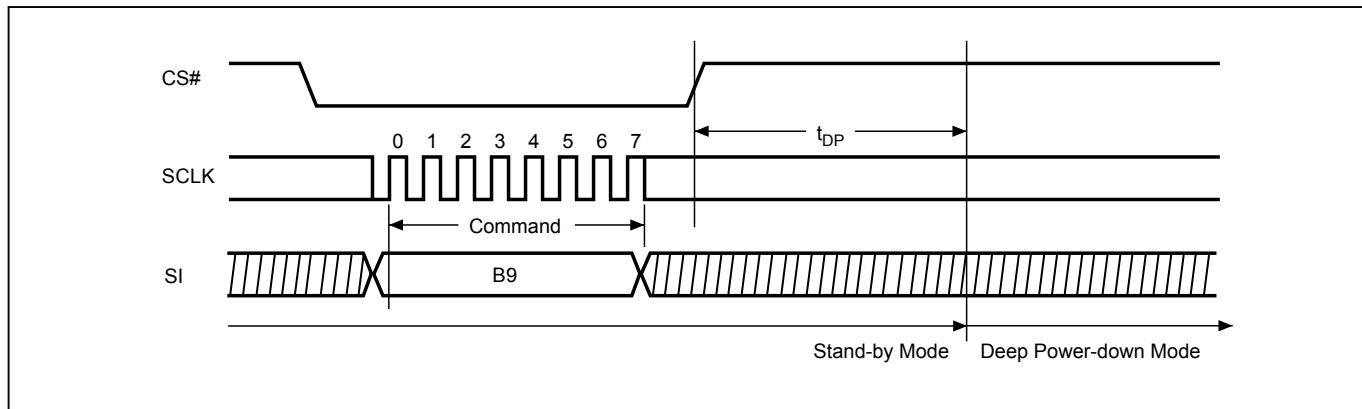 CS#
tDP
0 1 2 3 4 5 6 7
SCLK
Command
SI
B9
Stand-by Mode
Deep Power-down Mode